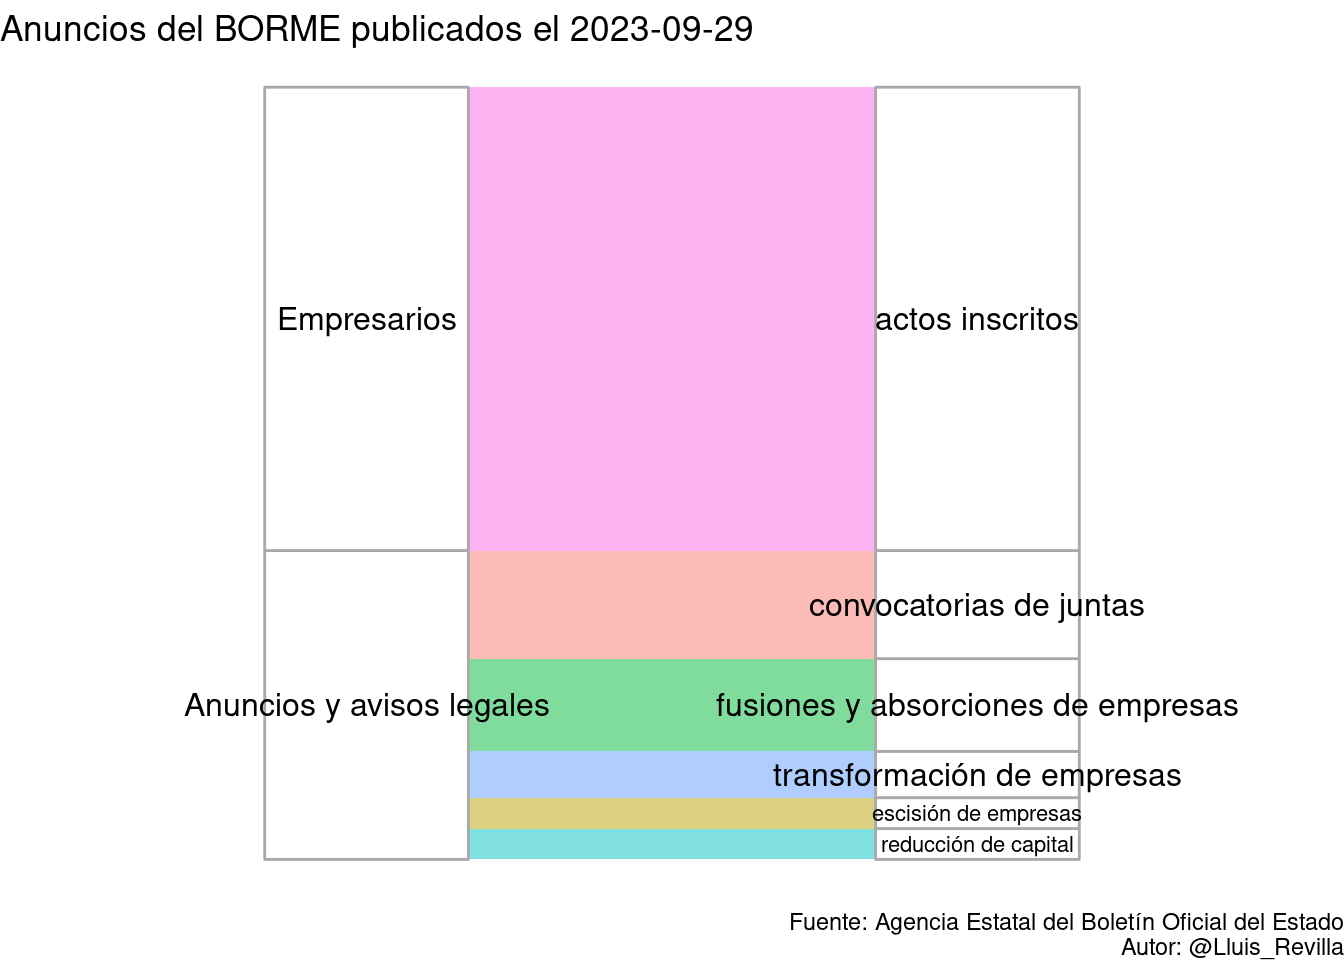 Anuncios del BORME publicados el 2023-09-29
Empresarios
actos inscritos
convocatorias de juntas
Anuncios y avisos legales
fusiones y absorciones de empresas
transformación de empresas
escisión de empresas
reducción de capital
Fuente: Agencia Estatal del Boletín Oficial del Estado
Autor: @Lluis_Revilla